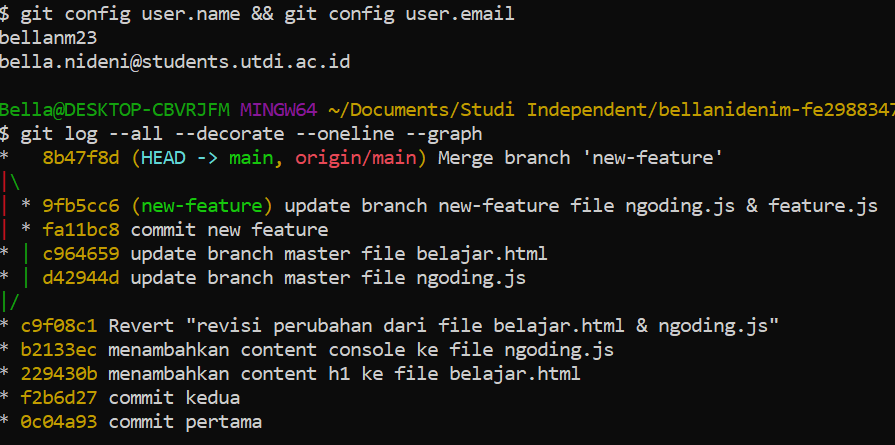 $ git config user.name && git config user.email
bellanm23
bella.nideni@students.utdi.ac.id
Bella@DESKTOP-CBVRJFM MINGW64 ~/Documents/Studi Independent/bellanidenim-fe2988347
$ git log --all --decorate --oneline --graph
*   8b47f8d (HEAD -> main, origin/main) Merge branch 'new-feature'
|\
| * 9fb5cc6 (new-feature) update branch new-feature file ngoding.js & feature.js
| * fa11bc8 commit new feature
* | c964659 update branch master file belajar.html
* | d42944d update branch master file ngoding.js
|/
* c9f08c1 Revert "revisi perubahan dari file belajar.html & ngoding.js"
* b2133ec menambahkan content console ke file ngoding.js
* 229430b menambahkan content h1 ke file belajar.html
* f2b6d27 commit kedua
* 0c04a93 commit pertama